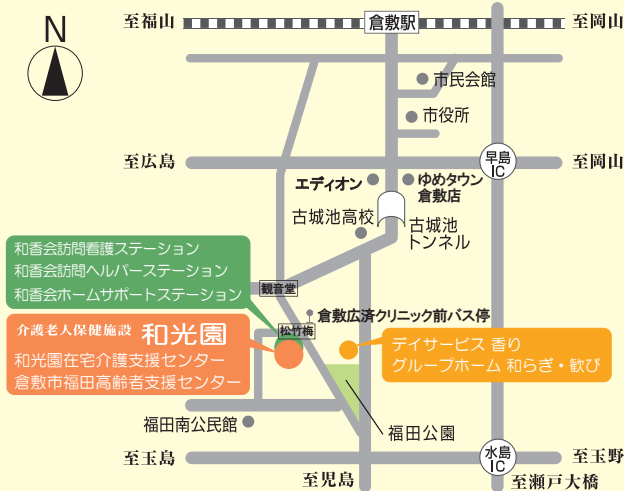 至福山
倉敷駅
至岡山
N
市民会館
市役所
至広島
早島
IC
至岡山
エディオン
ゆめタウン
倉敷店
古城池高校
古城池
トンネル
和香会訪問看護ステーション
和香会訪問ヘルパーステーション
和香会ホームサポートステーション
観音堂
倉敷広済クリニック前バス停
松竹梅
介護老人保健施設 和光園
和光園在宅介護支援センター
倉敷市福田高齢者支援センター
デイサービス 香り
グループホーム 和らぎ・歓び
福田南公民館
福田公園
至玉島
水島
IC
至玉野
至児島
至瀬戸大橋